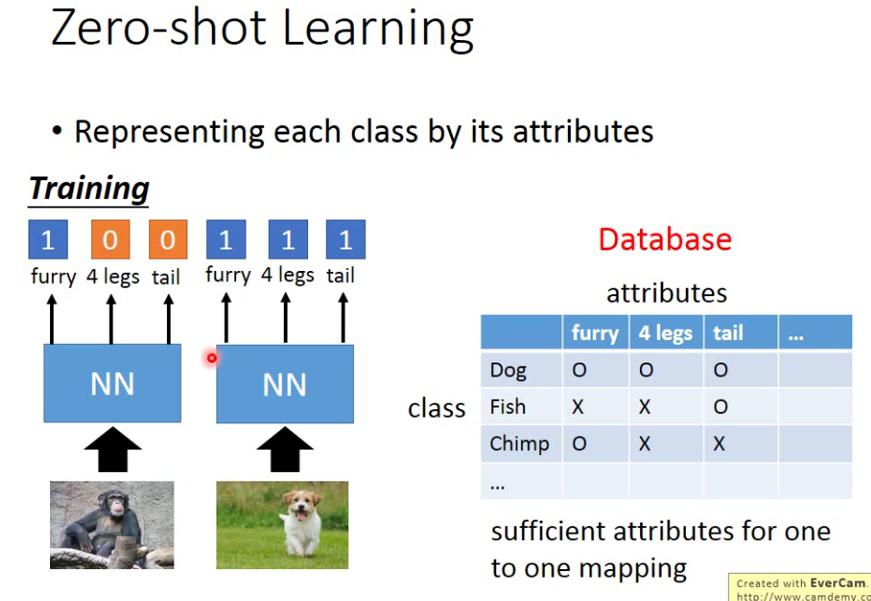 Zero-shot Learning
• Representing each class by its attributes
Training
1 0 0 1 1 1
furry 4 legs tail furry 4 legs tail
NN NN
Database
attributes
furry 4 legs tail ...
class
Dog O O O
Fish X X O
Chimp O X X
...
sufficient attributes for one
to one mapping
Created with EverCam.
http://www.camdemy.co